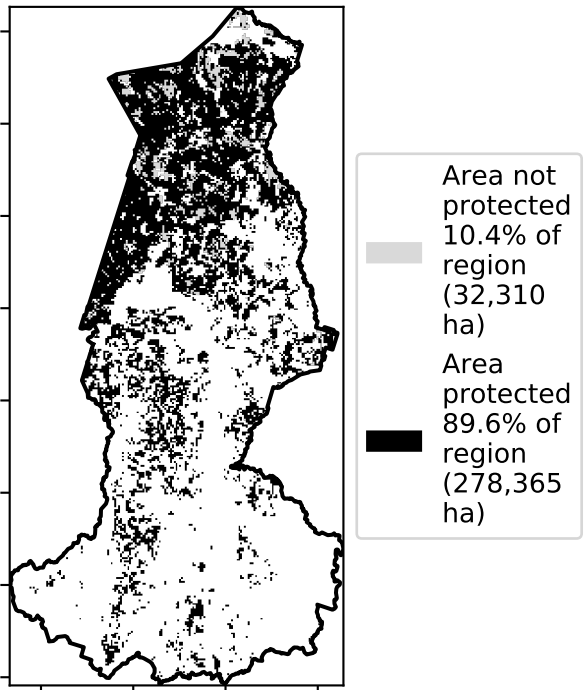 Area not
protected
10.4% of
region
(32,310
ha)
Area
protected
89.6% of
region
(278,365
ha)